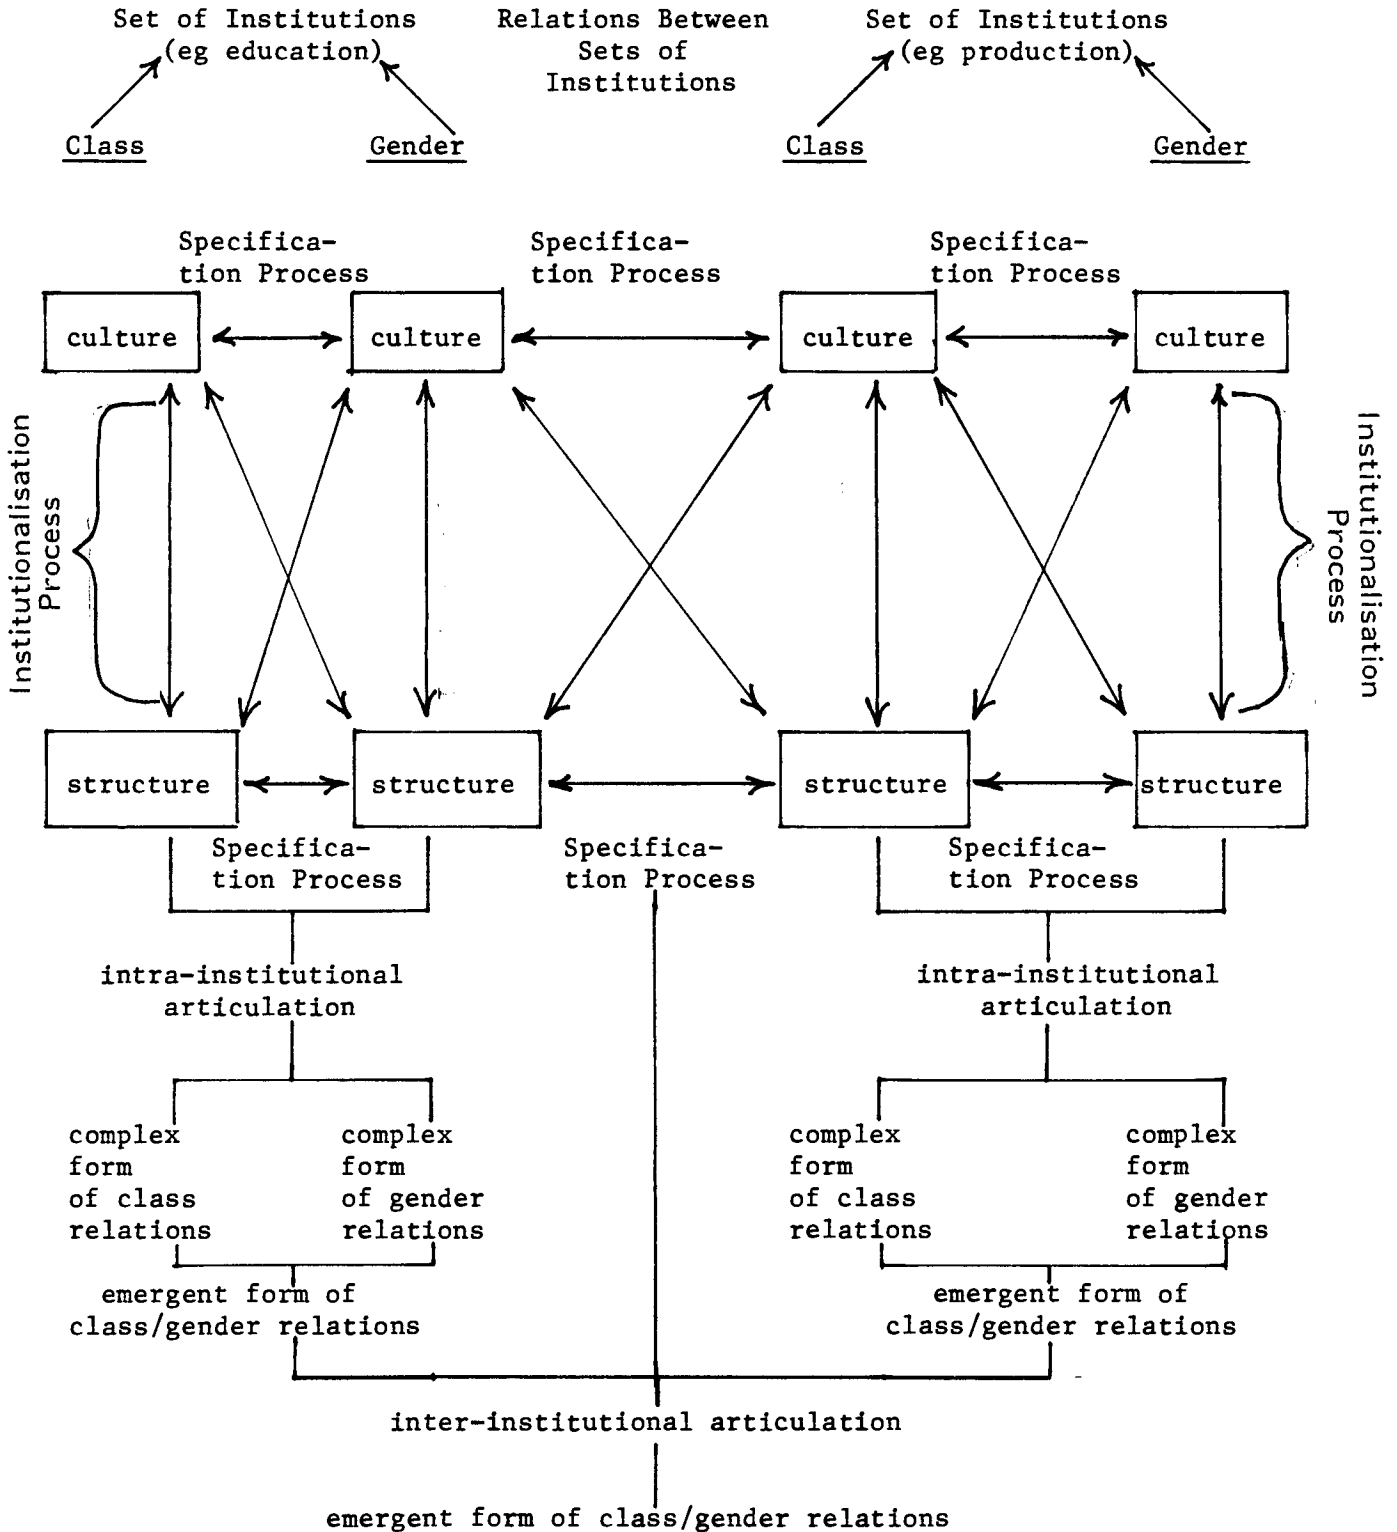 Set of Institutions
(eg education)
Relations Between
Sets of
Institutions
Set of Institutions
(eg production)
Class
Gender
Class
Gender
Specifica-
tion Process
Specifica-
tion Process
Specifica-
tion Process
culture
culture
culture
culture
Institutionalisation
Process
Institutionalisation
Process
structure
structure
structure
structure
Specifica-
tion Process
Specifica-
tion Process
Specifica-
tion Process
intra-institutional
articulation
intra-institutional
articulation
complex
form
of class
relations
complex
form
of gender
relations
complex
form
of class
relations
complex
form
of gender
relations
emergent form of
class/gender relations
emergent form of
class/gender relations
inter-institutional articulation
emergent form of class/gender relations